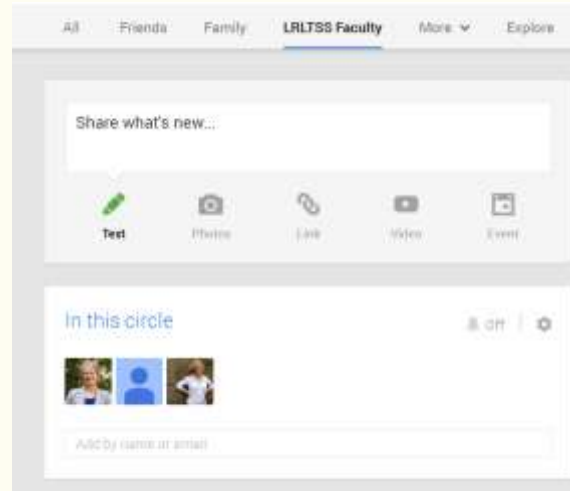 All Friends Family LRLTSS Faculty More Explore
Share what's new...
Text Photos Link Video Event
In this circle
Off
Add by name or email